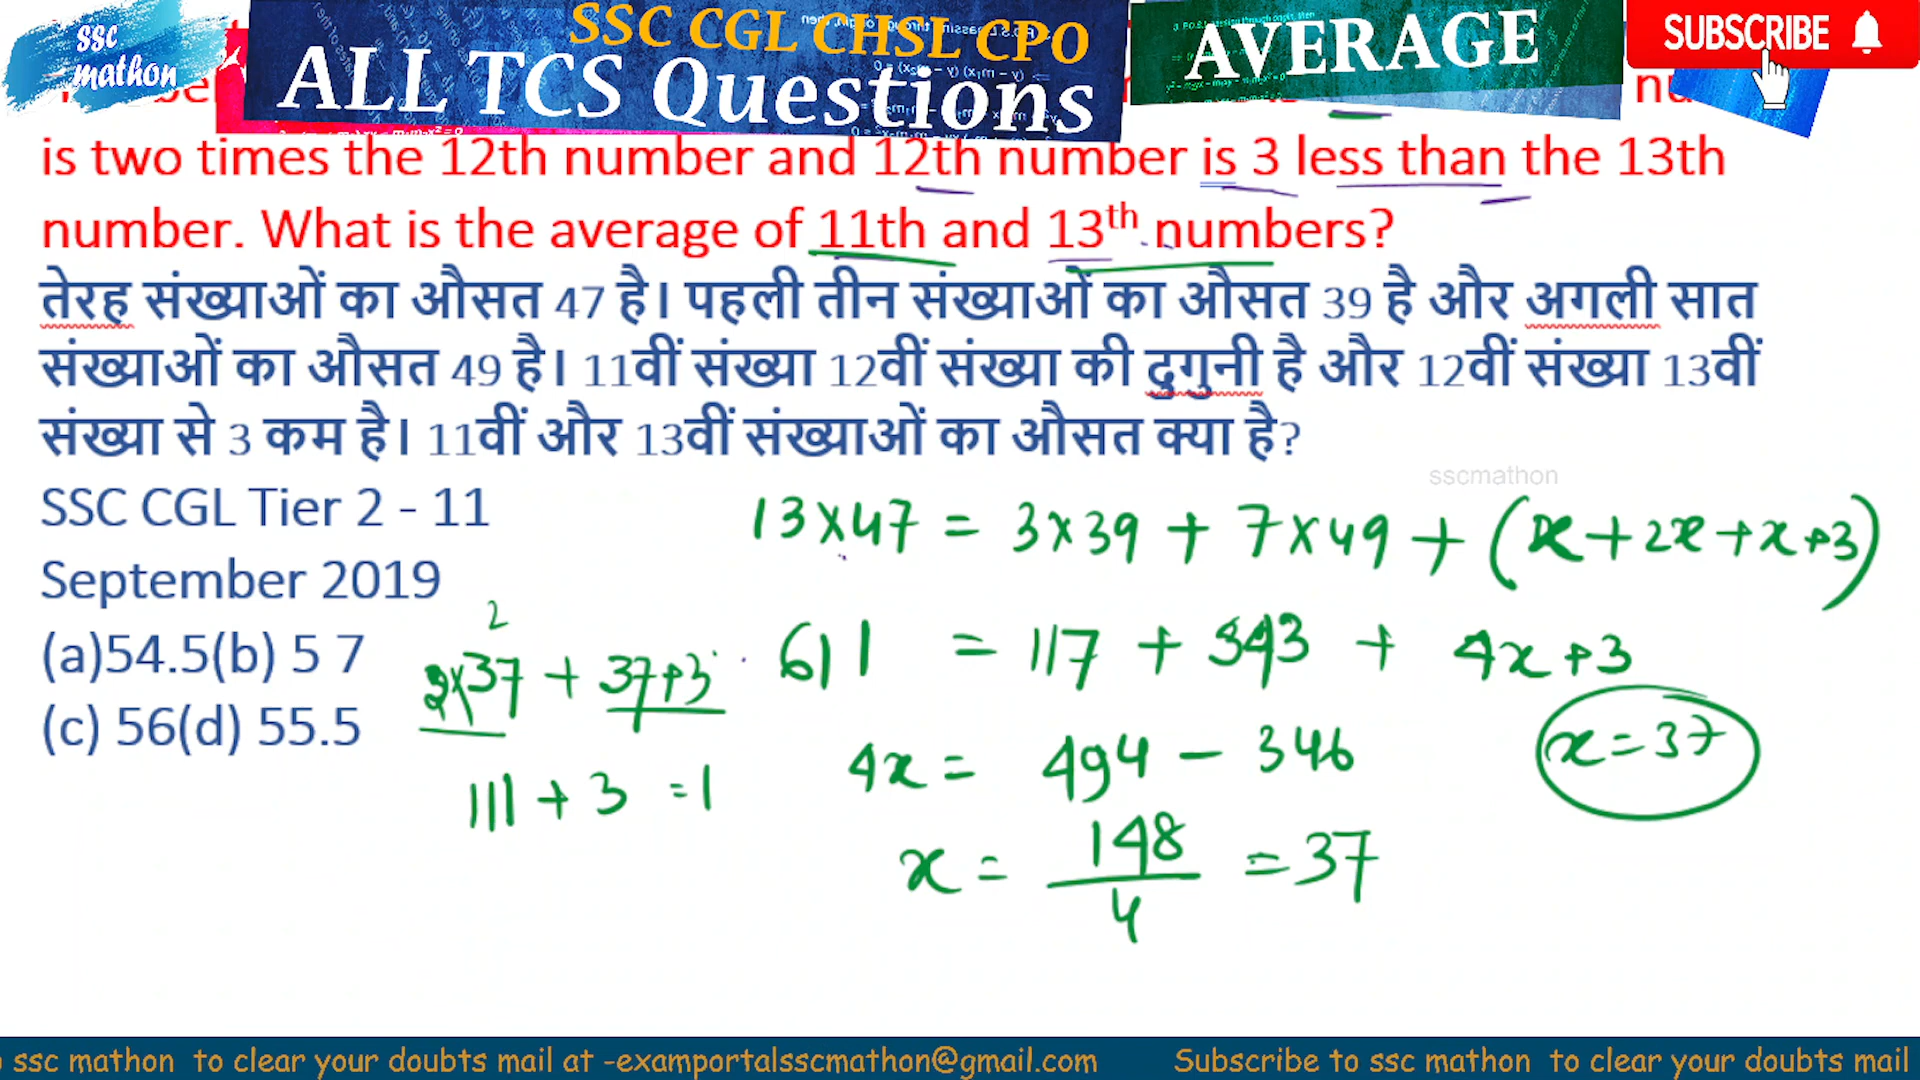 ssc
mathon
SSC CGL CHSL CPO
ALL TCS Questions
AVERAGE
SUBSCRIBE
is two times the 12th number and 12th number is 3 less than the 13th
number. What is the average of 11th and 13th numbers?
तेरह संख्याओं का औसत 47 है। पहली तीन संख्याओं का औसत 39 है और अगली सात
संख्याओं का औसत 49 है। 11वीं संख्या 12वीं संख्या की दुगुनी है और 12वीं संख्या 13वीं
संख्या से 3 कम है। 11वीं और 13वीं संख्याओं का औसत क्या है?
sscmathon
SSC CGL Tier 2 - 11
September 2019
(a)54.5(b) 5 7
(c) 56(d) 55.5
13×47 = 3×39 + 7×49 + (x+2x+x+3)
611 = 117 + 343 + 4x+3
4x = 494 - 346
x = 148/4 = 37
x=37
2
2×37 + 37+3
111 + 3 = 1
ssc mathon to clear your doubts mail at -examportalsscmathon@gmail.com Subscribe to ssc mathon to clear your doubts mail